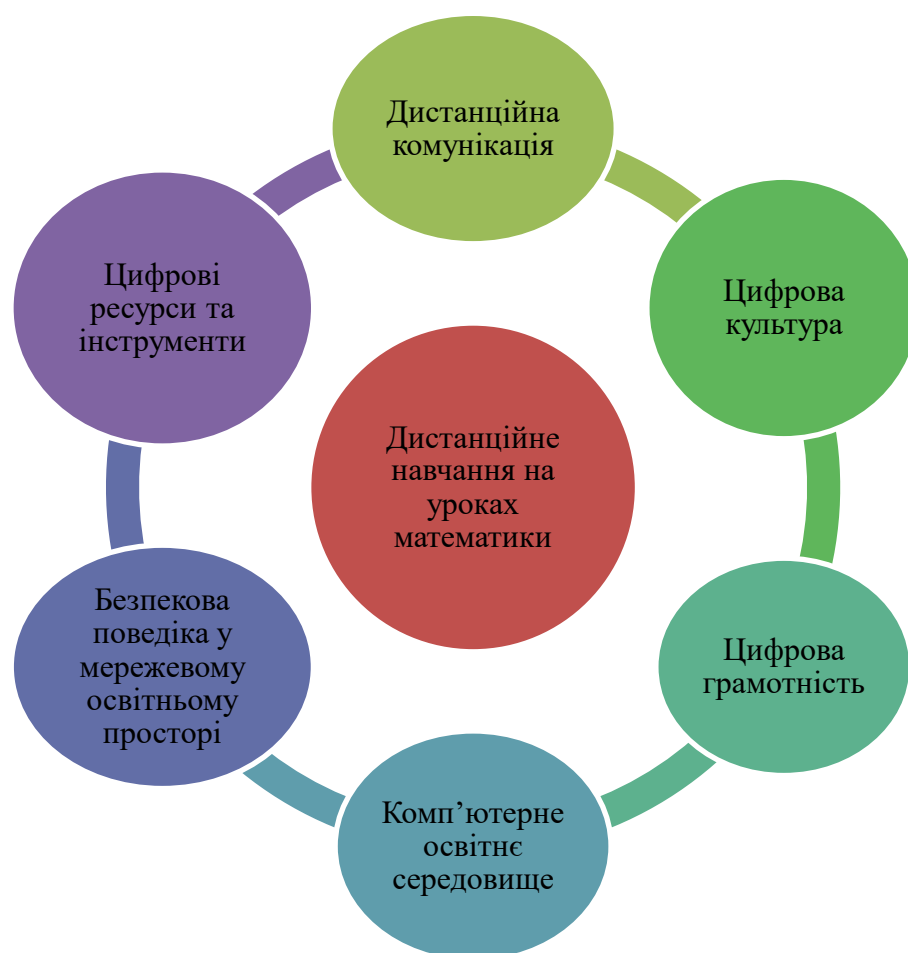 Дистанційна
комунікація
Цифрова
культура
Цифрова
грамотність
Комп’ютерне
освітнє
середовище
Безпекова
поведіка у
мережевому
освітньому
просторі
Цифрові
ресурси та
інструменти
Дистанційне
навчання на
уроках
математики